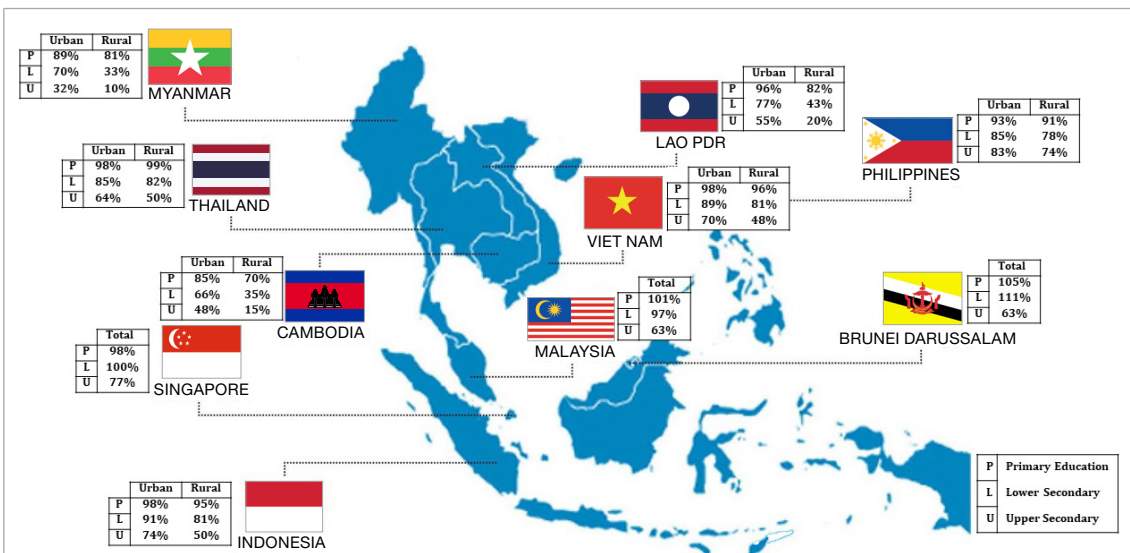 Urban Rural
P 89% 81%
L 70% 33%
U 32% 10%
MYANMAR
Urban Rural
P 96% 82%
L 77% 43%
U 55% 20%
LAO PDR
Urban Rural
P 93% 91%
L 85% 78%
U 83% 74%
PHILIPPINES
Urban Rural
P 98% 99%
L 85% 82%
U 64% 50%
THAILAND
Urban Rural
P 98% 96%
L 89% 81%
U 70% 48%
VIET NAM
Urban Rural
P 85% 70%
L 66% 35%
U 48% 15%
CAMBODIA
Total
P 101%
L 97%
U 63%
MALAYSIA
Total
P 105%
L 111%
U 63%
BRUNEI DARUSSALAM
Total
P 98%
L 100%
U 77%
SINGAPORE
Urban Rural
P 98% 95%
L 91% 81%
U 74% 50%
INDONESIA
P Primary Education
L Lower Secondary
U Upper Secondary